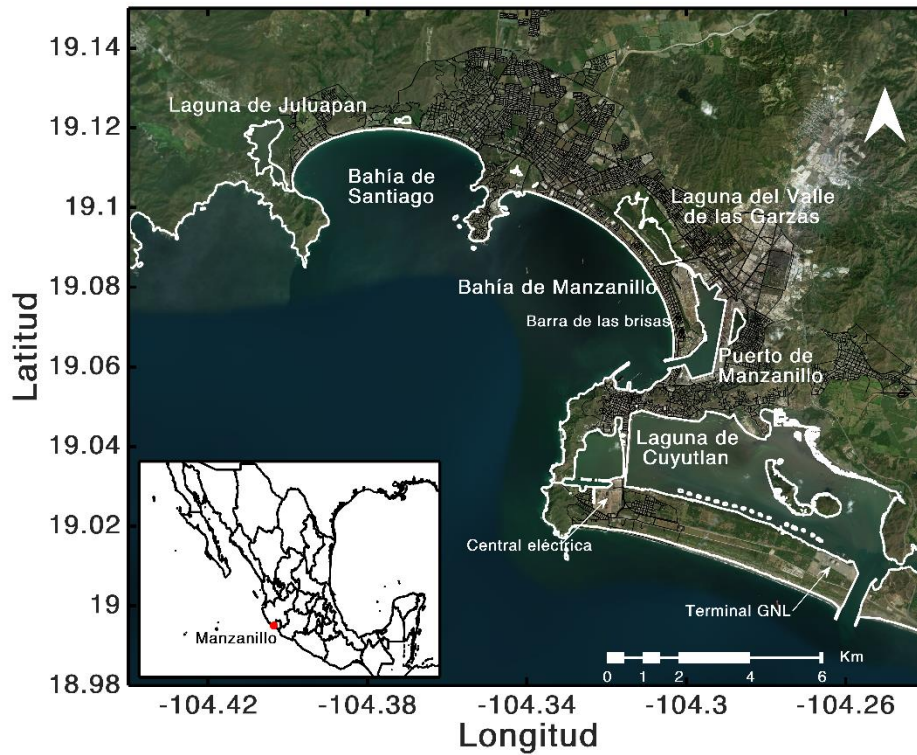 19.14
19.12
19.1
19.08
19.06
19.04
19.02
19
18.98
Latitud
Laguna de Juluapan
Bahía de
Santiago
Laguna del Valle
de las Garzas
Bahía de Manzanillo
Barra de las brisas
Puerto de
Manzanillo
Laguna de
Cuyutlan
Central eléctrica
Terminal GNL
Manzanillo
Km
0 1 2 4 6
-104.42 -104.38 -104.34 -104.3 -104.26
Longitud